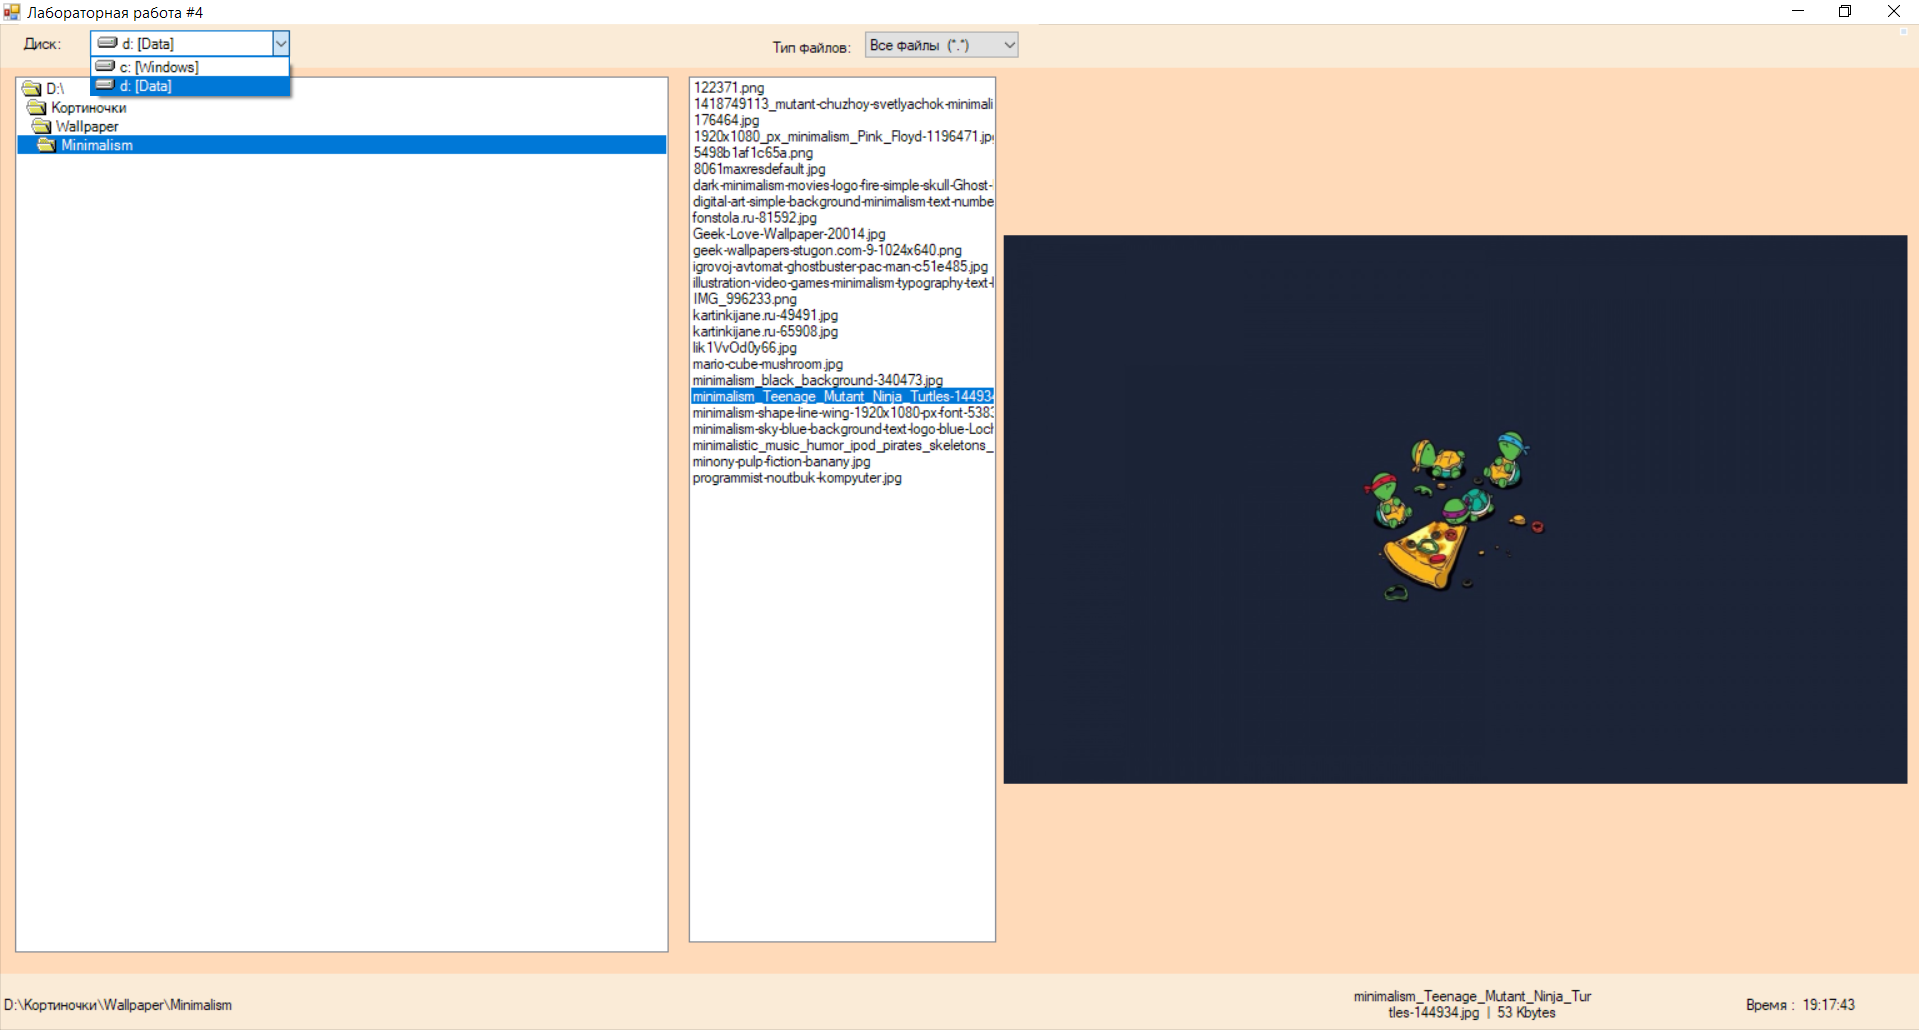 Лабораторная работа #4
Диск:
d: [Data]
c: [Windows]
d: [Data]
Тип файлов:
Все файлы (*.*)
D:\
Кортиночки
Wallpaper
Minimalism
122371.png
1418749113_mutant-chuzhoy-svetlyachok-minimali
176464.jpg
1920x1080_px_minimalism_Pink_Floyd-1196471.jp
5498b1af1c65a.png
8061maxresdefault.jpg
dark-minimalism-movies-logo-fire-simple-skull-Ghost-
digital-art-simple-background-minimalism-text-numbe
fonstola.ru-81592.jpg
Geek-Love-Wallpaper-20014.jpg
geek-wallpapers-stugon.com-9-1024x640.png
igrovoj-avtomat-ghostbuster-pac-man-c51e485.jpg
illustration-video-games-minimalism-typography-text-l
IMG_996233.png
kartinkijane.ru-49491.jpg
kartinkijane.ru-65908.jpg
lik1VvOd0y66.jpg
mario-cube-mushroom.jpg
minimalism_black_background-340473.jpg
minimalism_Teenage_Mutant_Ninja_Turtles-144934
minimalism-shape-line-wing-1920x1080-px-font-5383
minimalism-sky-blue-background-text-logo-blue-Loch
minimalistic_music_humor_ipod_pirates_skeletons_
minony-pulp-fiction-banany.jpg
programmist-noutbuk-kompyuter.jpg
D:\Кортиночки\Wallpaper\Minimalism
minimalism_Teenage_Mutant_Ninja_Tur
tles-144934.jpg | 53 Kbytes
Время : 19:17:43